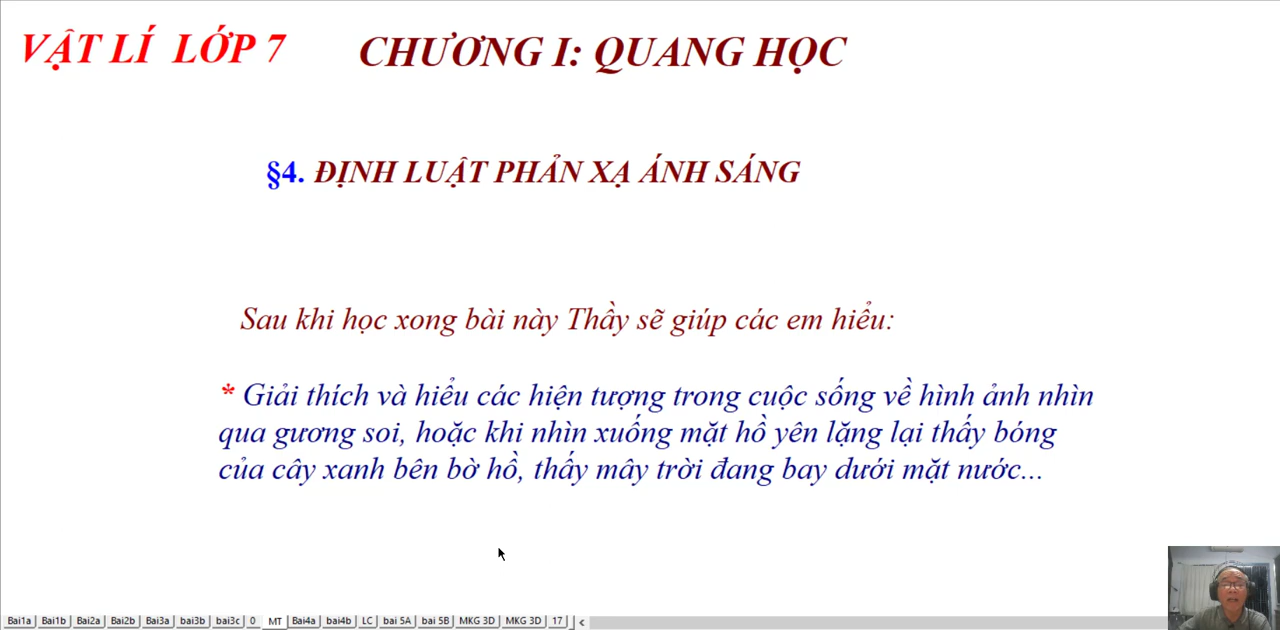 VẬT LÍ LỚP 7
CHƯƠNG I: QUANG HỌC
§4. ĐỊNH LUẬT PHẢN XẠ ÁNH SÁNG
Sau khi học xong bài này Thầy sẽ giúp các em hiểu:
* Giải thích và hiểu các hiện tượng trong cuộc sống về hình ảnh nhìn
qua gương soi, hoặc khi nhìn xuống mặt hồ yên lặng lại thấy bóng
của cây xanh bên bờ hồ, thấy mây trời đang bay dưới mặt nước...
Bai1a Bai1b Bai2a Bai2b Bai3a bai3b bai3c 0 MT Bai4a bai4b LC bai 5A bai 5B MKG 3D MKG 3D 17 <